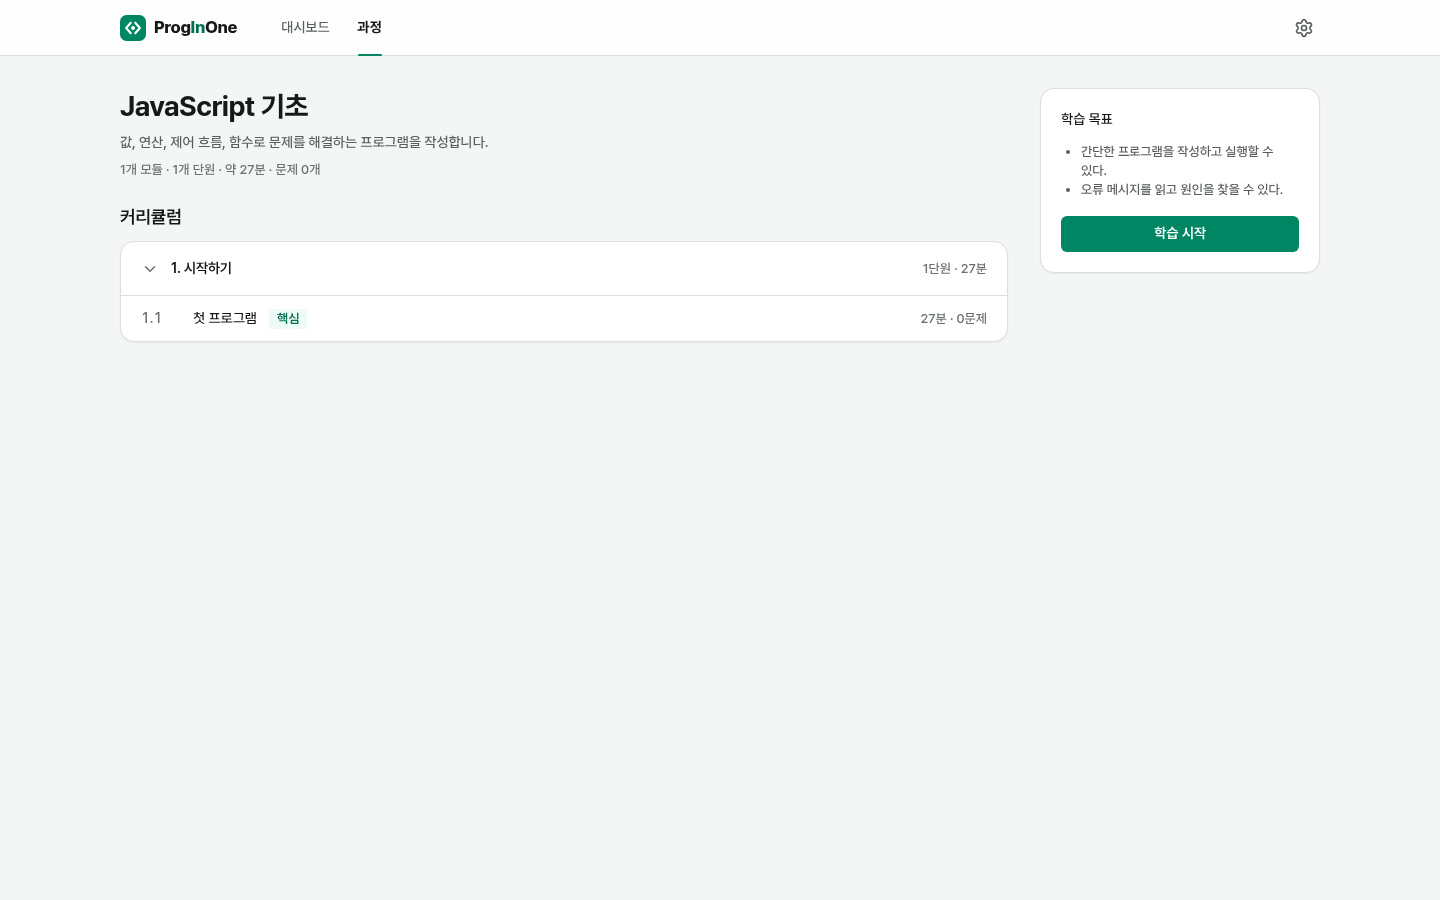 ProgInOne
대시보드
과정
JavaScript 기초
값, 연산, 제어 흐름, 함수로 문제를 해결하는 프로그램을 작성합니다.
1개 모듈 · 1개 단원 · 약 27분 · 문제 0개
커리큘럼
1. 시작하기
1단원 · 27분
1.1
첫 프로그램
핵심
27분 · 0문제
학습 목표
• 간단한 프로그램을 작성하고 실행할 수
있다.
• 오류 메시지를 읽고 원인을 찾을 수 있다.
학습 시작